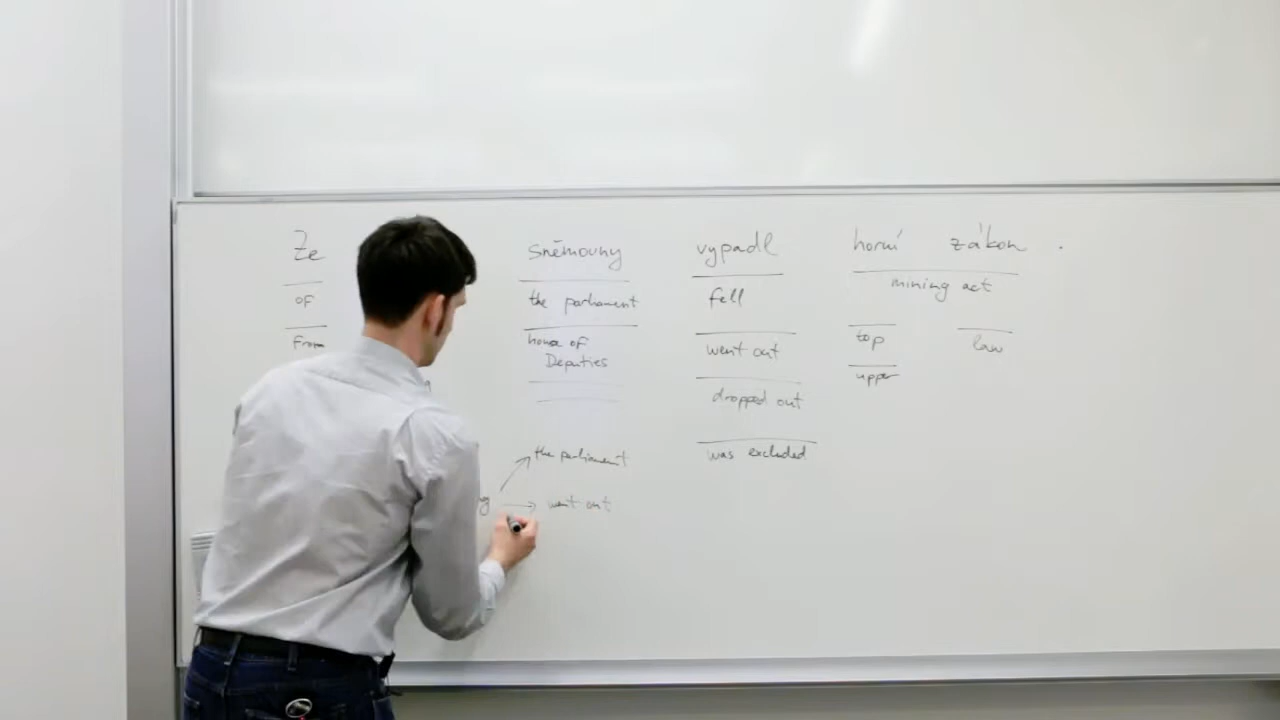 Ze sněmovny vypadl horní zákon .
of the parliament fell mining act
From house of Deputies went out top law
dropped out upper
was excluded
the parliament
went out